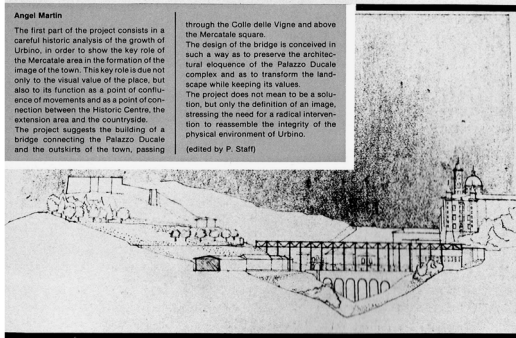 Angel Martin
The first part of the project consists in a
careful historic analysis of the growth of
Urbino, in order to show the key role of
the Mercatale area in the formation of the
image of the town. This key role is due not
only to the visual value of the place, but
also to its function as a point of conflu-
ence of movements and as a point of con-
nection between the Historic Centre, the
extension area and the countryside.
The project suggests the building of a
bridge connecting the Palazzo Ducale
and the outskirts of the town, passing
through the Colle delle Vigne and above
the Mercatale square.
The design of the bridge is conceived in
such a way as to preserve the architec-
tural eloquence of the Palazzo Ducale
complex and as to transform the land-
scape while keeping its values.
The project does not mean to be a solu-
tion, but only the definition of an image,
stressing the need for a radical interven-
tion to reassemble the integrity of the
physical environment of Urbino.
(edited by P. Staff)